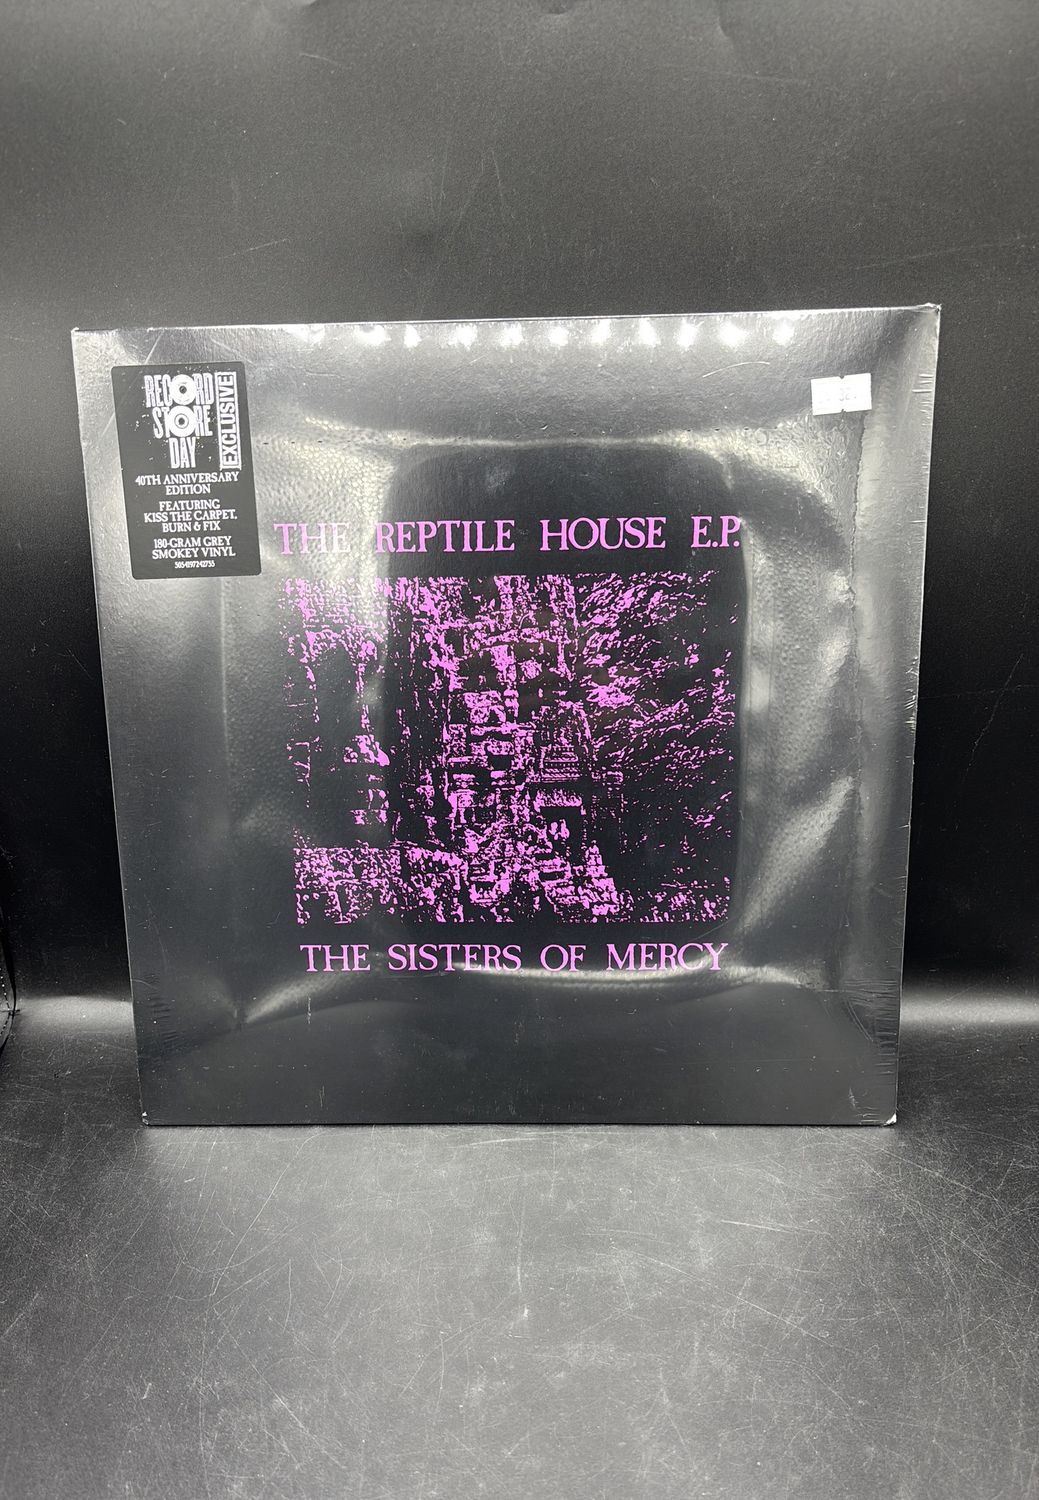 RECORD
STORE
DAY
EXCLUSIVE
40TH ANNIVERSARY
EDITION
FEATURING
KISS THE CARPET,
BURN & FIX
180-GRAM GREY
SMOKEY VINYL
5054197242755
THE REPTILE HOUSE E.P.
THE SISTERS OF MERCY